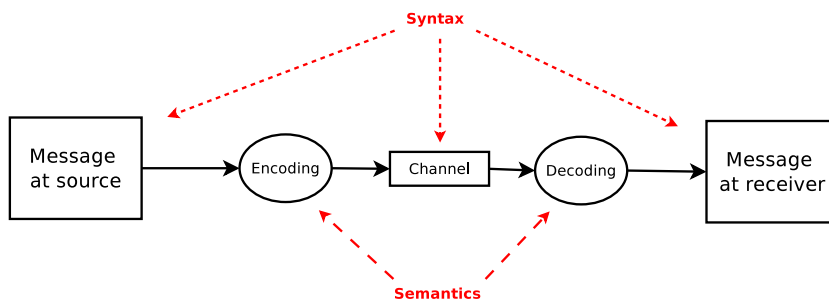 Syntax
Message
at source
Encoding
Channel
Decoding
Message
at receiver
Semantics